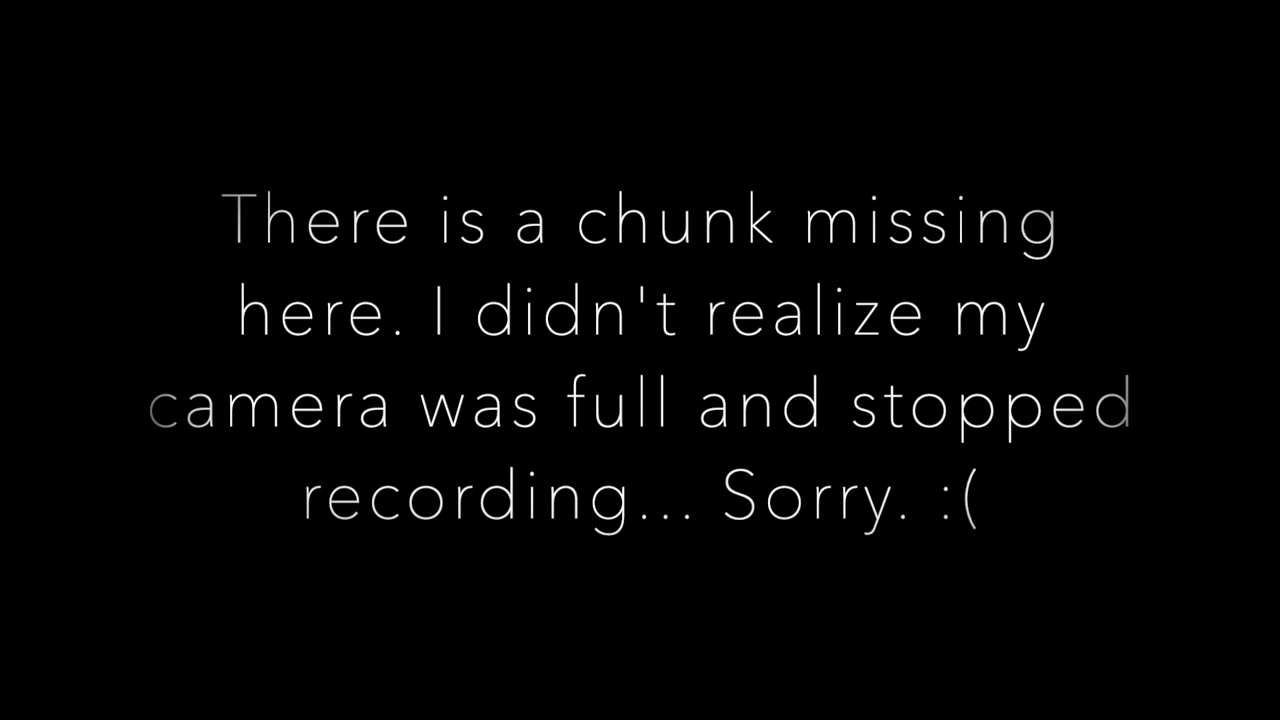 There is a chunk missing
here. I didn't realize my
camera was full and stopped
recording... Sorry. :(